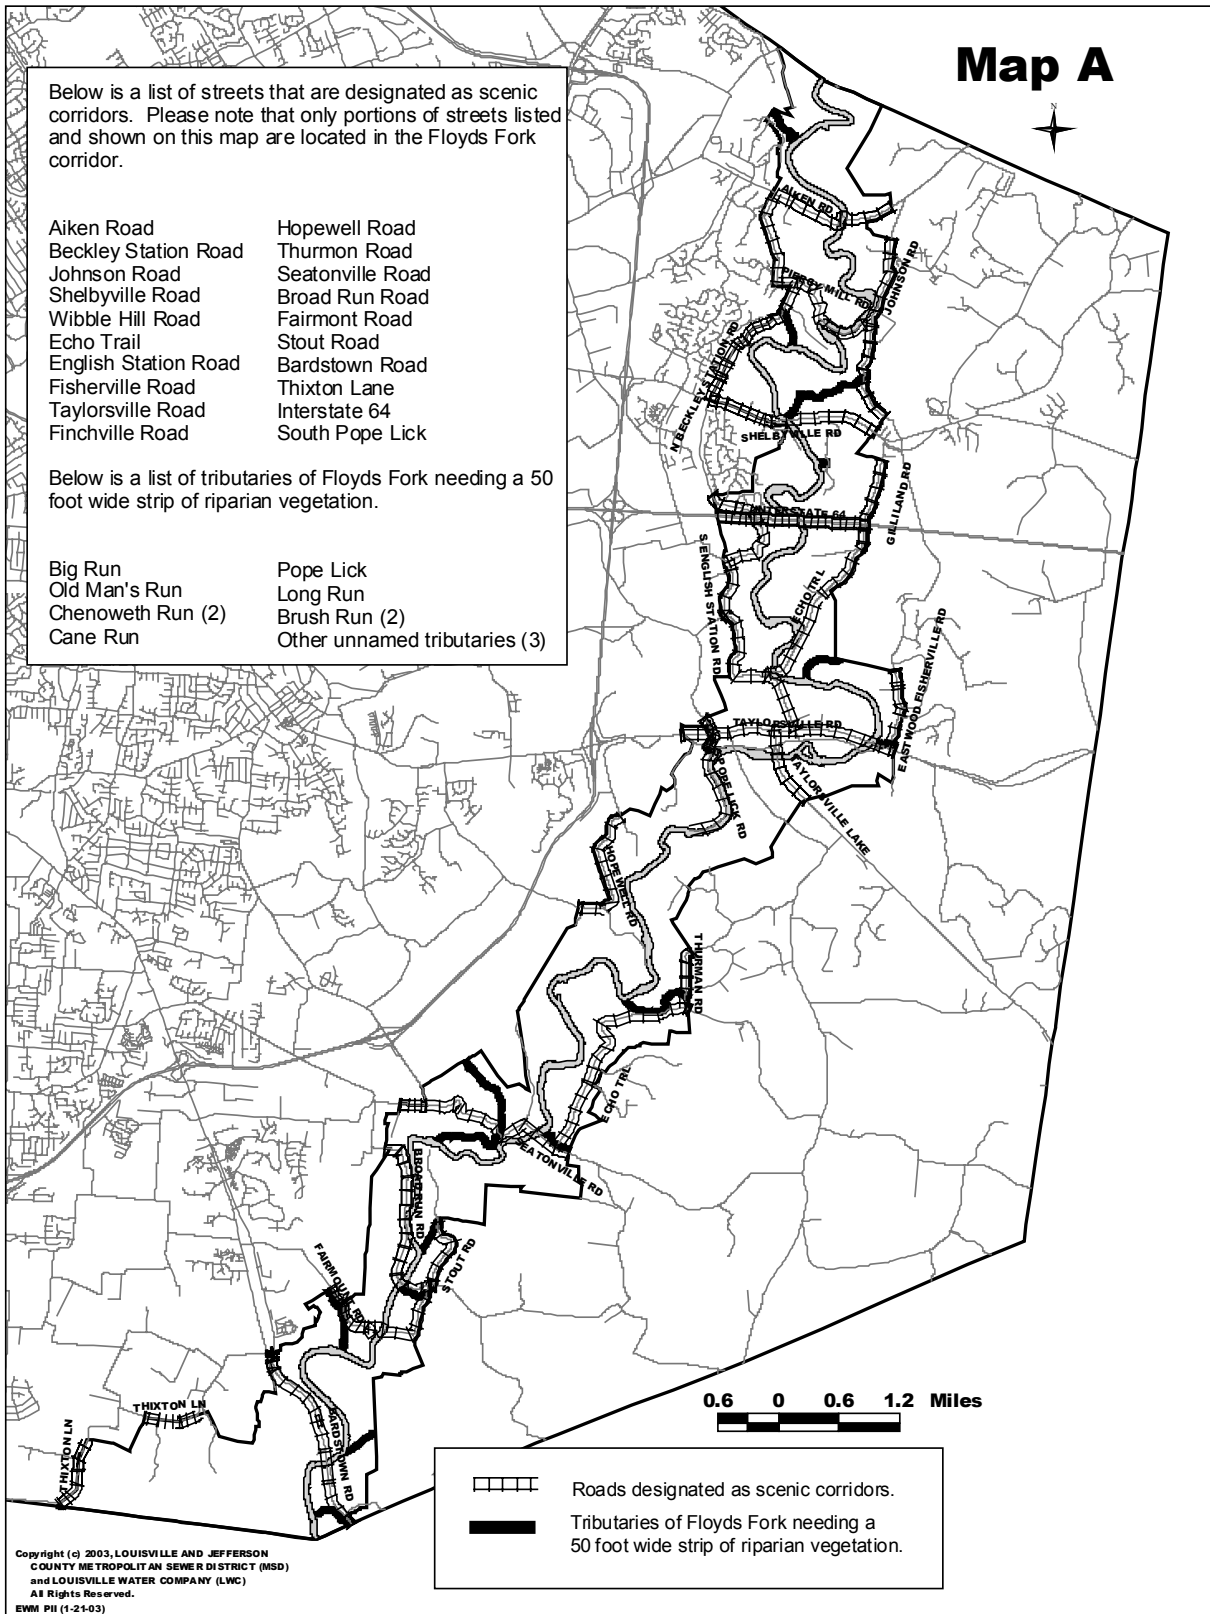 Map A
N
Below is a list of streets that are designated as scenic
corridors. Please note that only portions of streets listed
and shown on this map are located in the Floyds Fork
corridor.
Aiken Road
Beckley Station Road
Johnson Road
Shelbyville Road
Wibble Hill Road
Echo Trail
English Station Road
Fisherville Road
Taylorsville Road
Finchville Road
Hopewell Road
Thurmon Road
Seatonville Road
Broad Run Road
Fairmont Road
Stout Road
Bardstown Road
Thixton Lane
Interstate 64
South Pope Lick
Below is a list of tributaries of Floyds Fork needing a 50
foot wide strip of riparian vegetation.
Big Run
Old Man's Run
Chenoweth Run (2)
Cane Run
Pope Lick
Long Run
Brush Run (2)
Other unnamed tributaries (3)
AIKEN RD
JOHNSON RD
N BECKLEY STATION RD
SHELBYVILLE RD
GILLILAND RD
INTERSTATE 64
S ENGLISH STATION RD
ECHO TRL
EASTWOOD FISHERVILLE RD
TAYLORSVILLE RD
POPE LICK RD
TAYLORSVILLE LAKE
HOPEWELL RD
THURMAN RD
ECHO TRL
EATONVILLE RD
BROAD RUN RD
STOUT RD
FAIRMOUNT RD
THIXTON LN
THIXTON LN
BARDSTOWN RD
0.6 0 0.6 1.2 Miles
Roads designated as scenic corridors.
Tributaries of Floyds Fork needing a
50 foot wide strip of riparian vegetation.
Copyright (c) 2003, LOUISVILLE AND JEFFERSON
COUNTY METROPOLITAN SEWER DISTRICT (MSD)
and LOUISVILLE WATER COMPANY (LWC)
All Rights Reserved.
EWM PII (1-21-03)